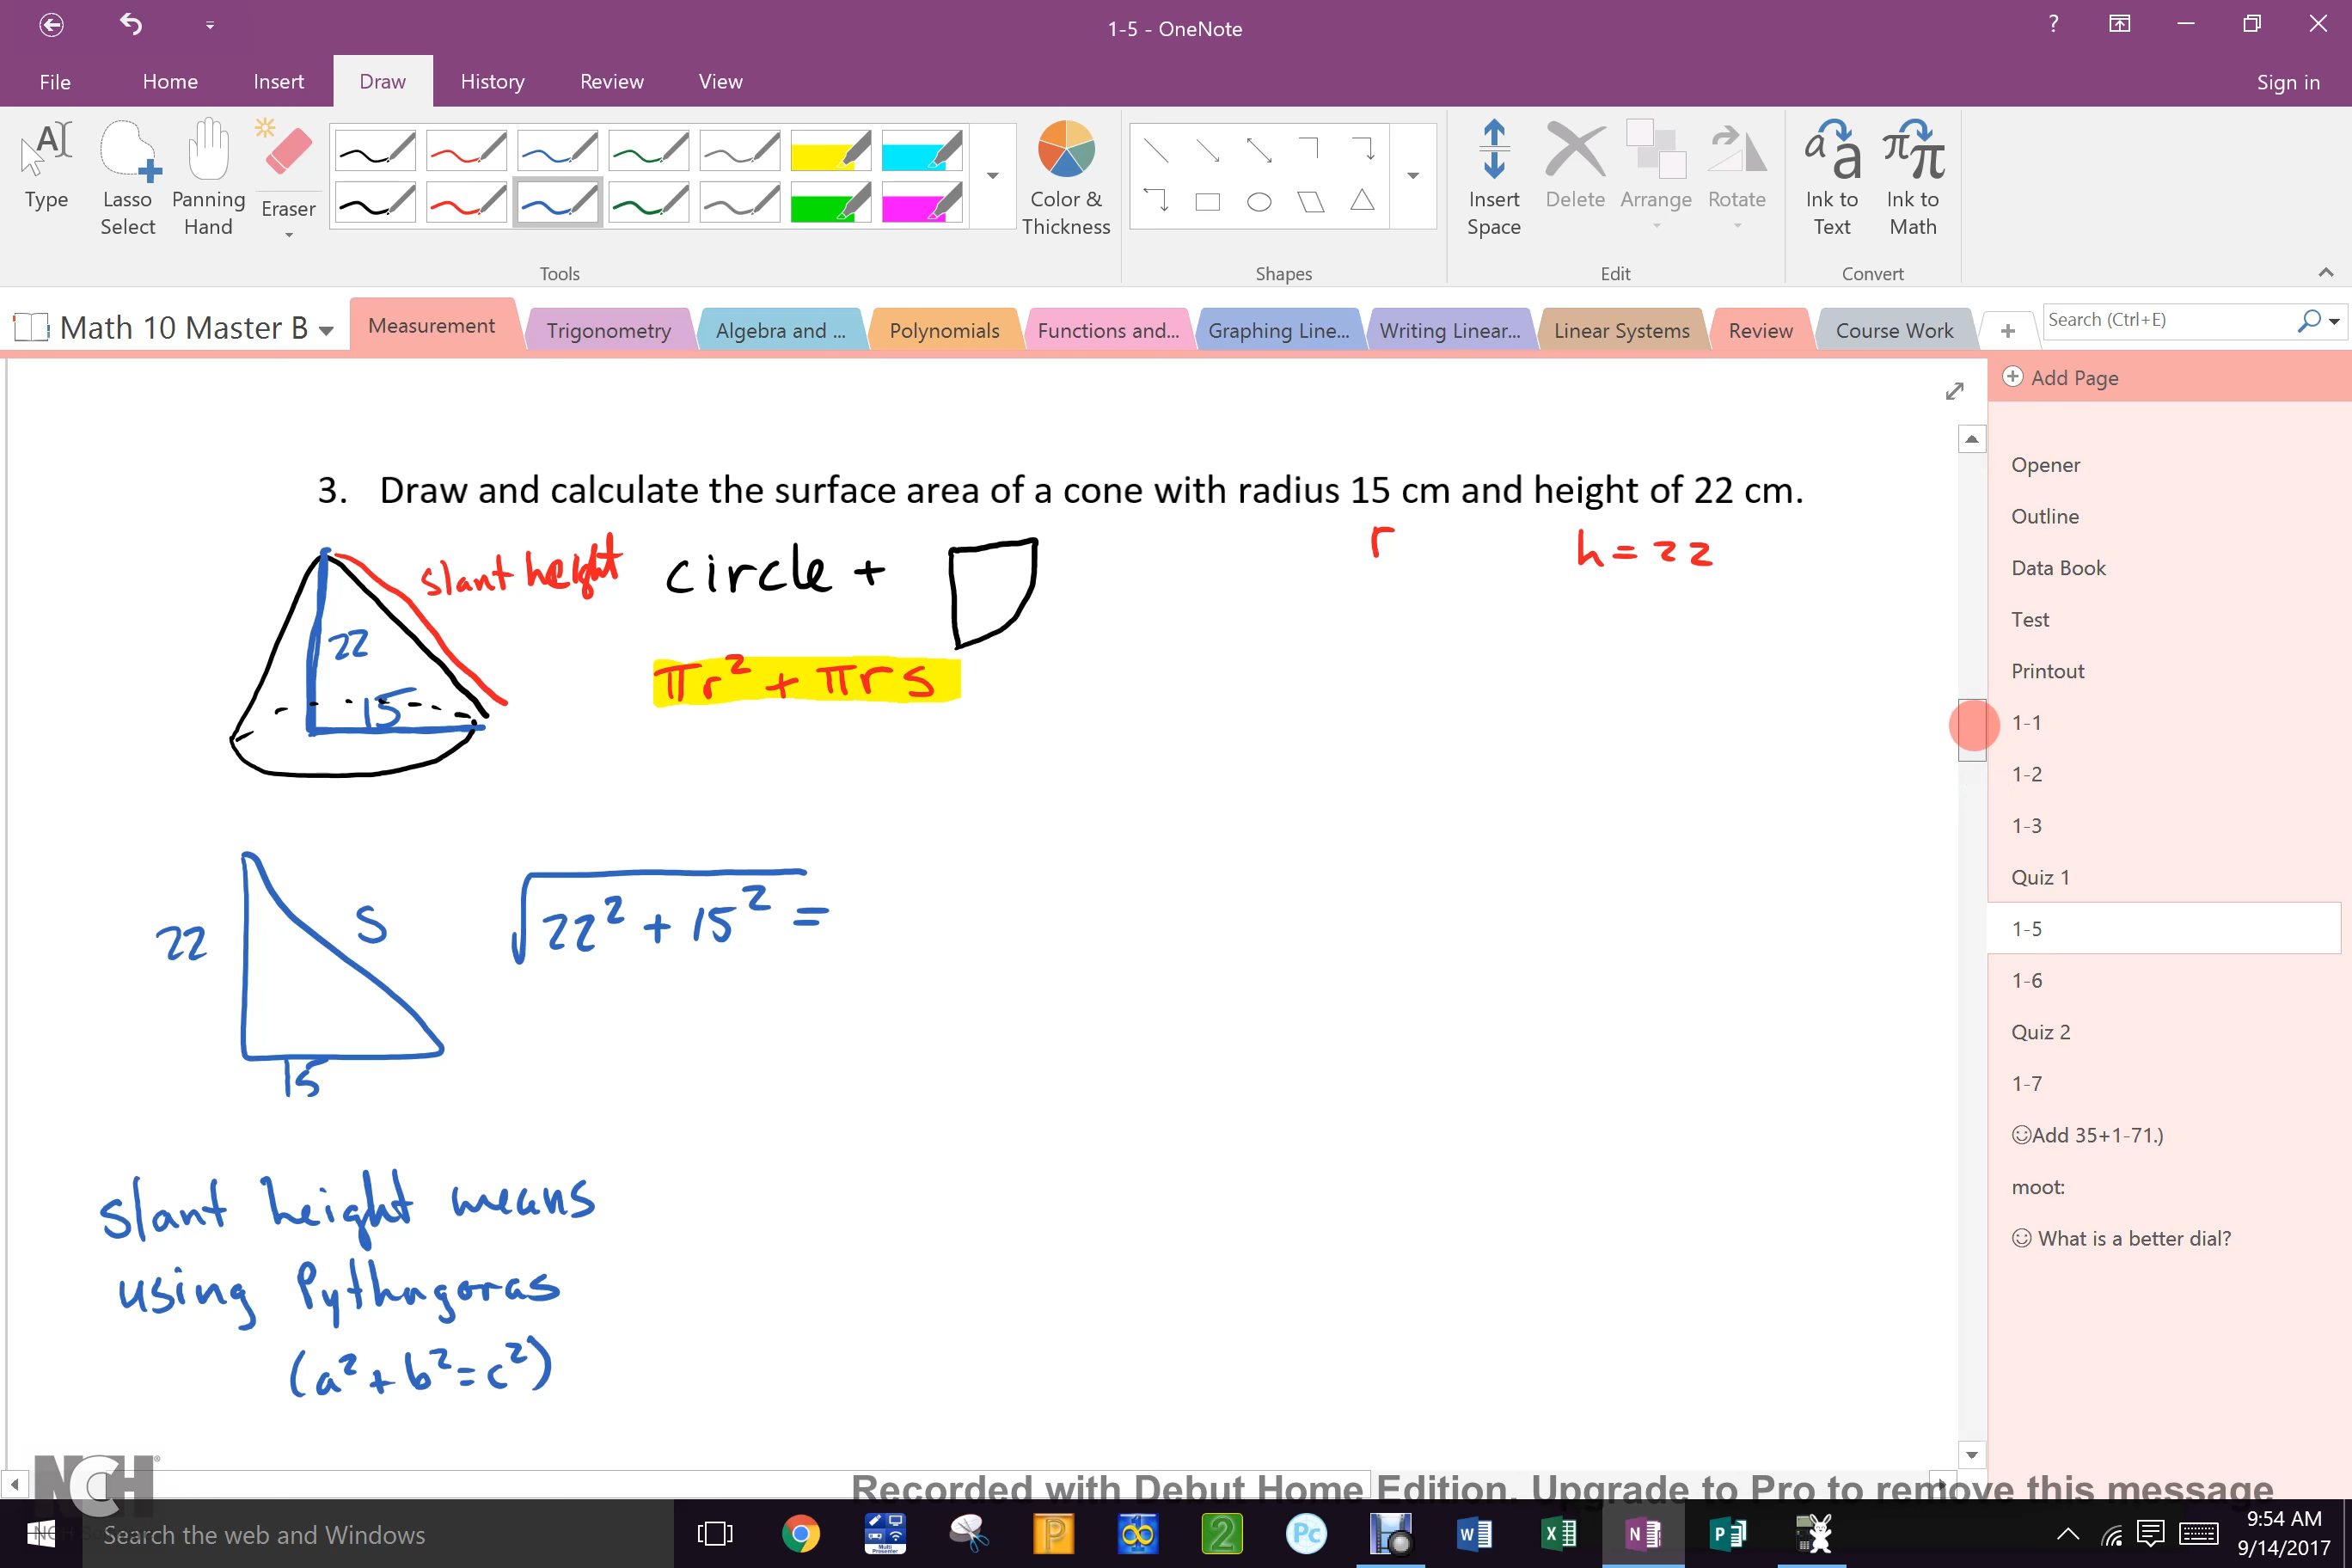 1-5 - OneNote
?
File Home Insert Draw History Review View Sign in
Type
Lasso Select
Panning Hand
Eraser
Color & Thickness
Insert Space
Delete
Arrange
Rotate
Ink to Text
Ink to Math
Tools Shapes Edit Convert
Math 10 Master B
Measurement Trigonometry Algebra and ... Polynomials Functions and... Graphing Line... Writing Linear... Linear Systems Review Course Work +
Search (Ctrl+E)
Add Page
Opener
Outline
Data Book
Test
Printout
1-1
1-2
1-3
Quiz 1
1-5
1-6
Quiz 2
1-7
☺Add 35+1-71.)
moot:
☺ What is a better dial?
3. Draw and calculate the surface area of a cone with radius 15 cm and height of 22 cm.
r h = 22
slant height circle +
22
15
πr² + πrs
22 s √22² + 15² =
15
slant height means
using Pythagoras
(a² + b² = c²)
NCH
Recorded with Debut Home Edition. Upgrade to Pro to remove this message
Search the web and Windows
9:54 AM
9/14/2017